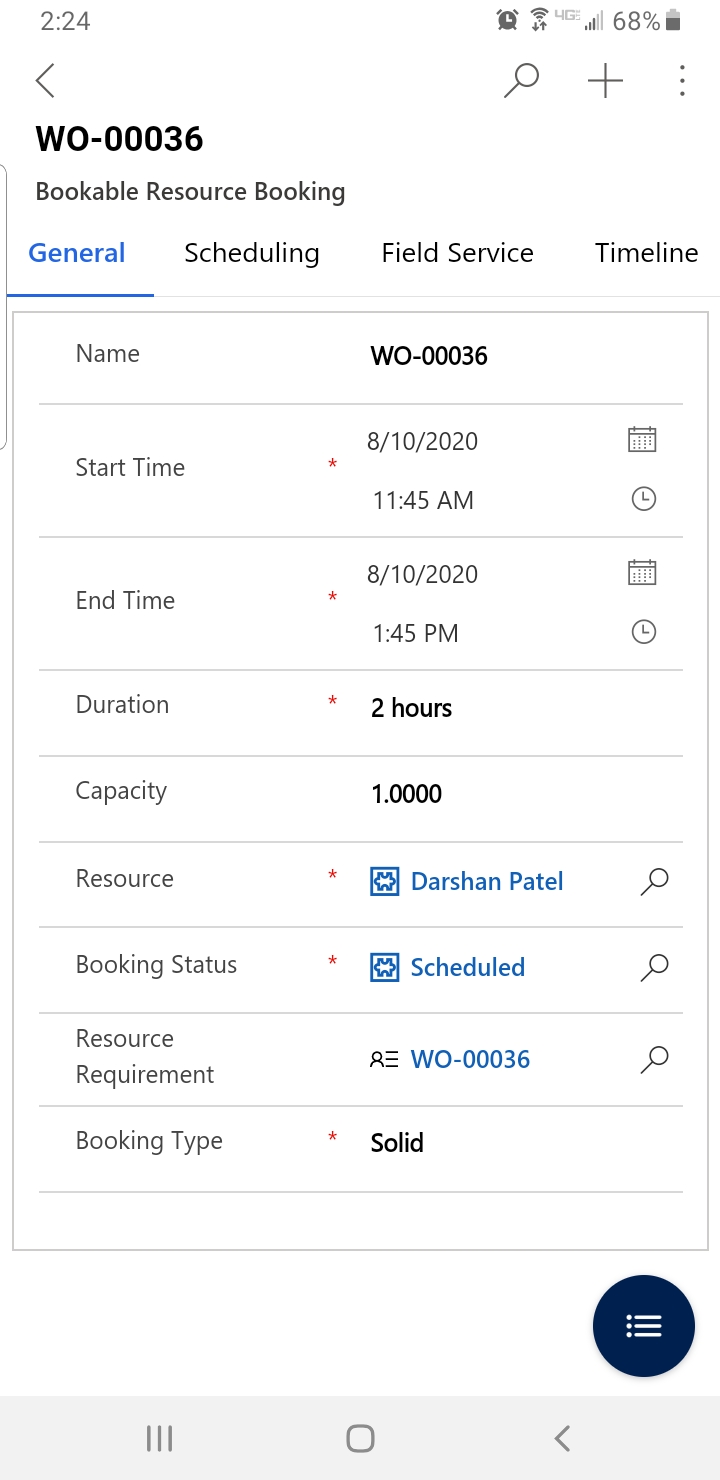 2:24 4G 68%
WO-00036
Bookable Resource Booking
General Scheduling Field Service Timeline
Name WO-00036
8/10/2020
Start Time *
11:45 AM
8/10/2020
End Time *
1:45 PM
Duration * 2 hours
Capacity 1.0000
Resource * Darshan Patel
Booking Status * Scheduled
Resource
Requirement WO-00036
Booking Type * Solid